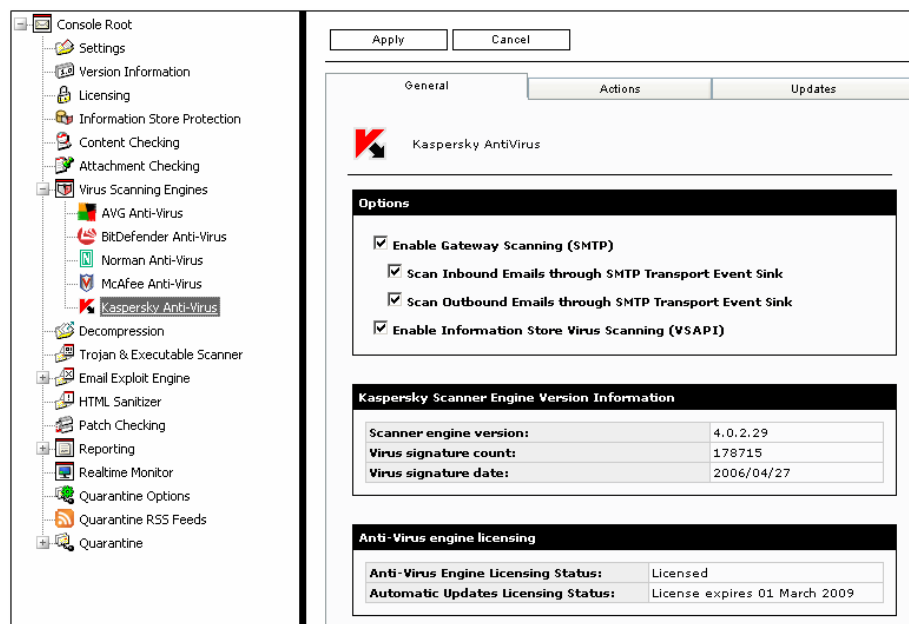 Console Root
Settings
Version Information
Licensing
Information Store Protection
Content Checking
Attachment Checking
Virus Scanning Engines
AVG Anti-Virus
BitDefender Anti-Virus
Norman Anti-Virus
McAfee Anti-Virus
Kaspersky Anti-Virus
Decompression
Trojan & Executable Scanner
Email Exploit Engine
HTML Sanitizer
Patch Checking
Reporting
Realtime Monitor
Quarantine Options
Quarantine RSS Feeds
Quarantine
Apply Cancel
General Actions Updates
Kaspersky AntiVirus
Options
Enable Gateway Scanning (SMTP)
Scan Inbound Emails through SMTP Transport Event Sink
Scan Outbound Emails through SMTP Transport Event Sink
Enable Information Store Virus Scanning (VSAPI)
Kaspersky Scanner Engine Version Information
Scanner engine version: 4.0.2.29
Virus signature count: 178715
Virus signature date: 2006/04/27
Anti-Virus engine licensing
Anti-Virus Engine Licensing Status: Licensed
Automatic Updates Licensing Status: License expires 01 March 2009